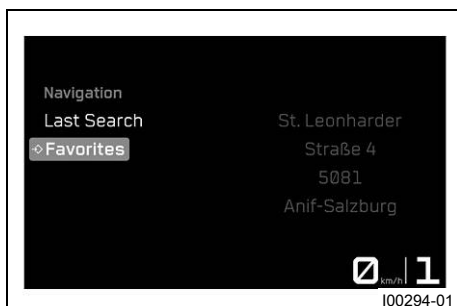 Navigation
Last Search
Favorites
St. Leonharder
Straße 4
5081
Anif-Salzburg
0 km/h 1
I00294-01